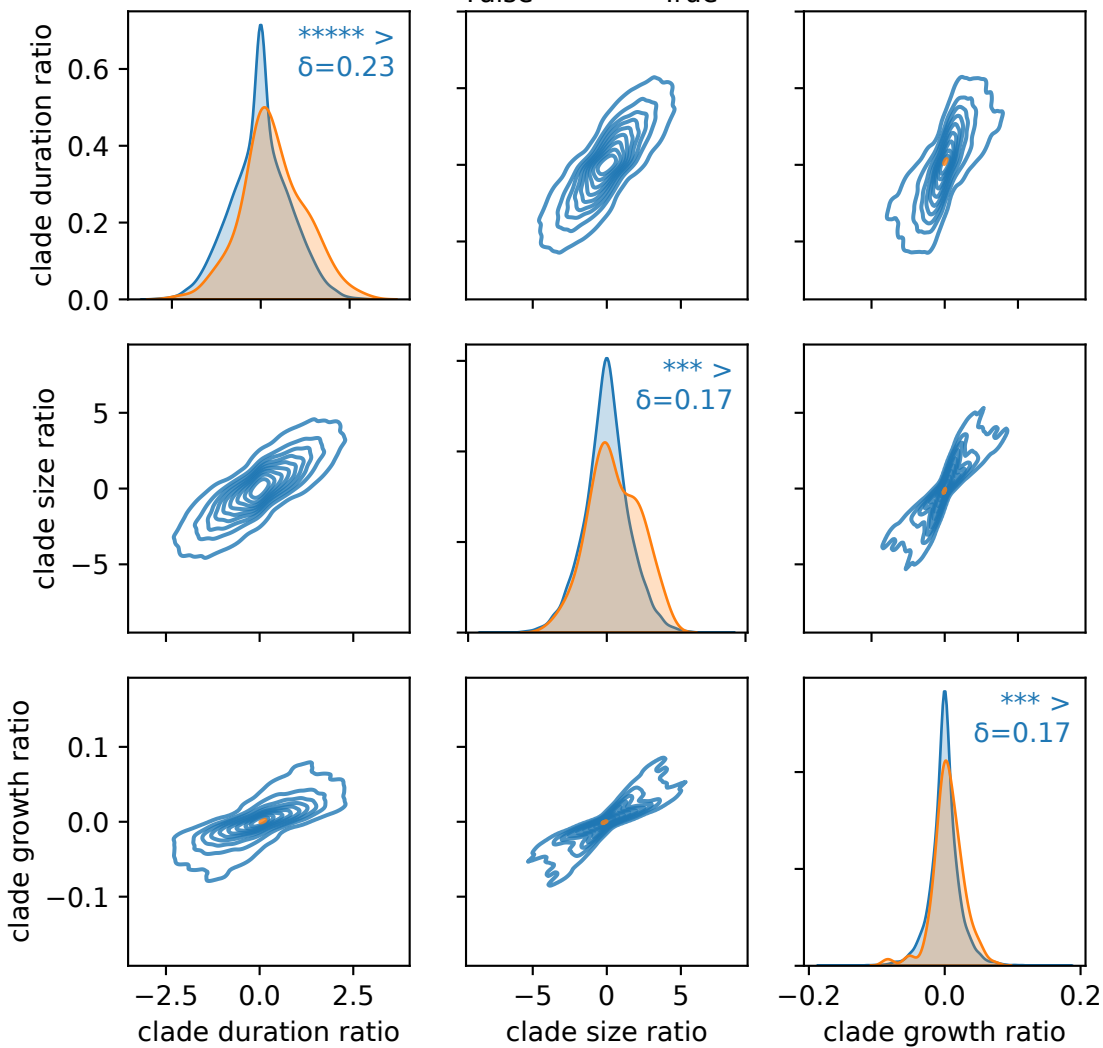 ***** >
δ=0.23
clade duration ratio
0.6
0.4
0.2
0.0
*** >
δ=0.17
clade size ratio
5
0
−5
*** >
δ=0.17
clade growth ratio
0.1
0.0
−0.1
−2.5 0.0 2.5 −5 0 5 −0.2 0.0 0.2
clade duration ratio clade size ratio clade growth ratio